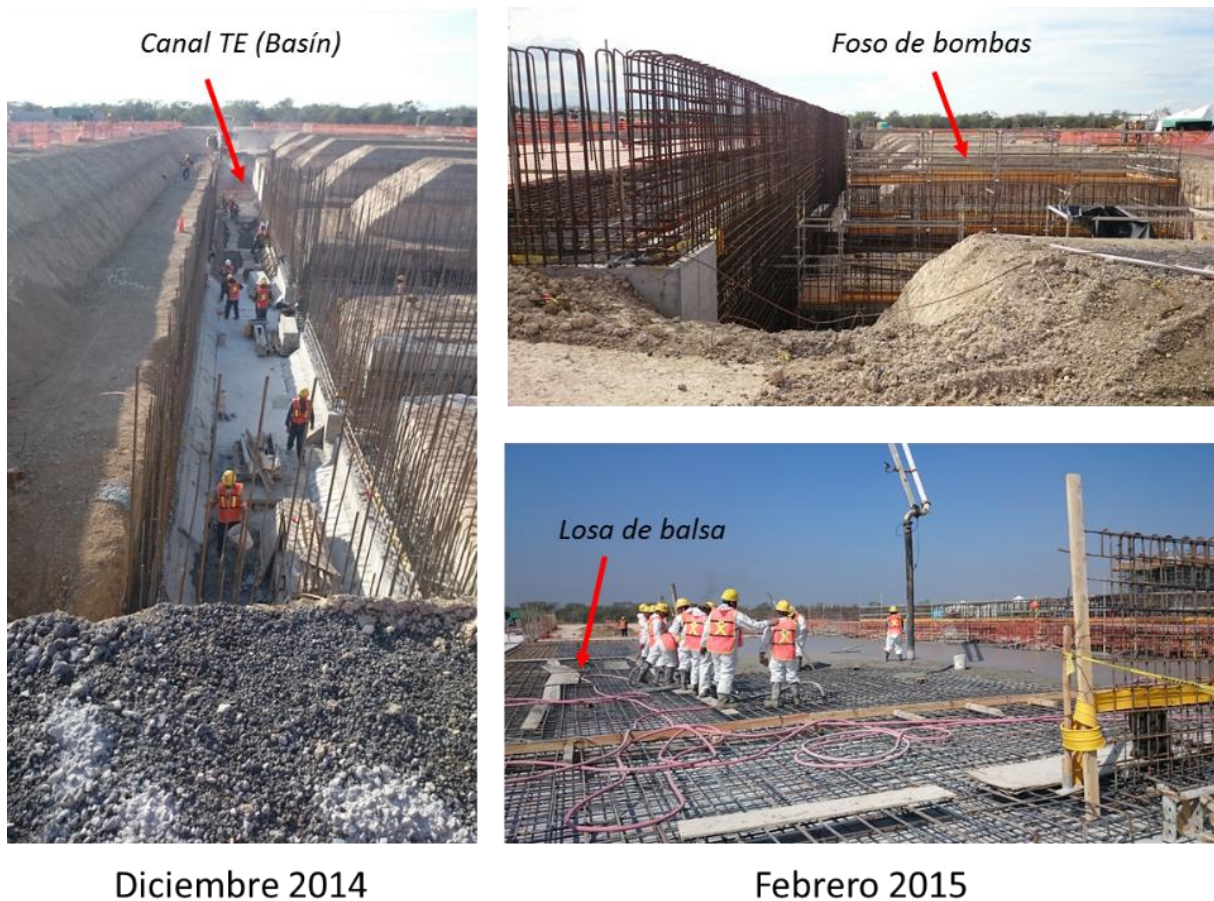 Canal TE (Basín)
Foso de bombas
Losa de balsa
Diciembre 2014
Febrero 2015